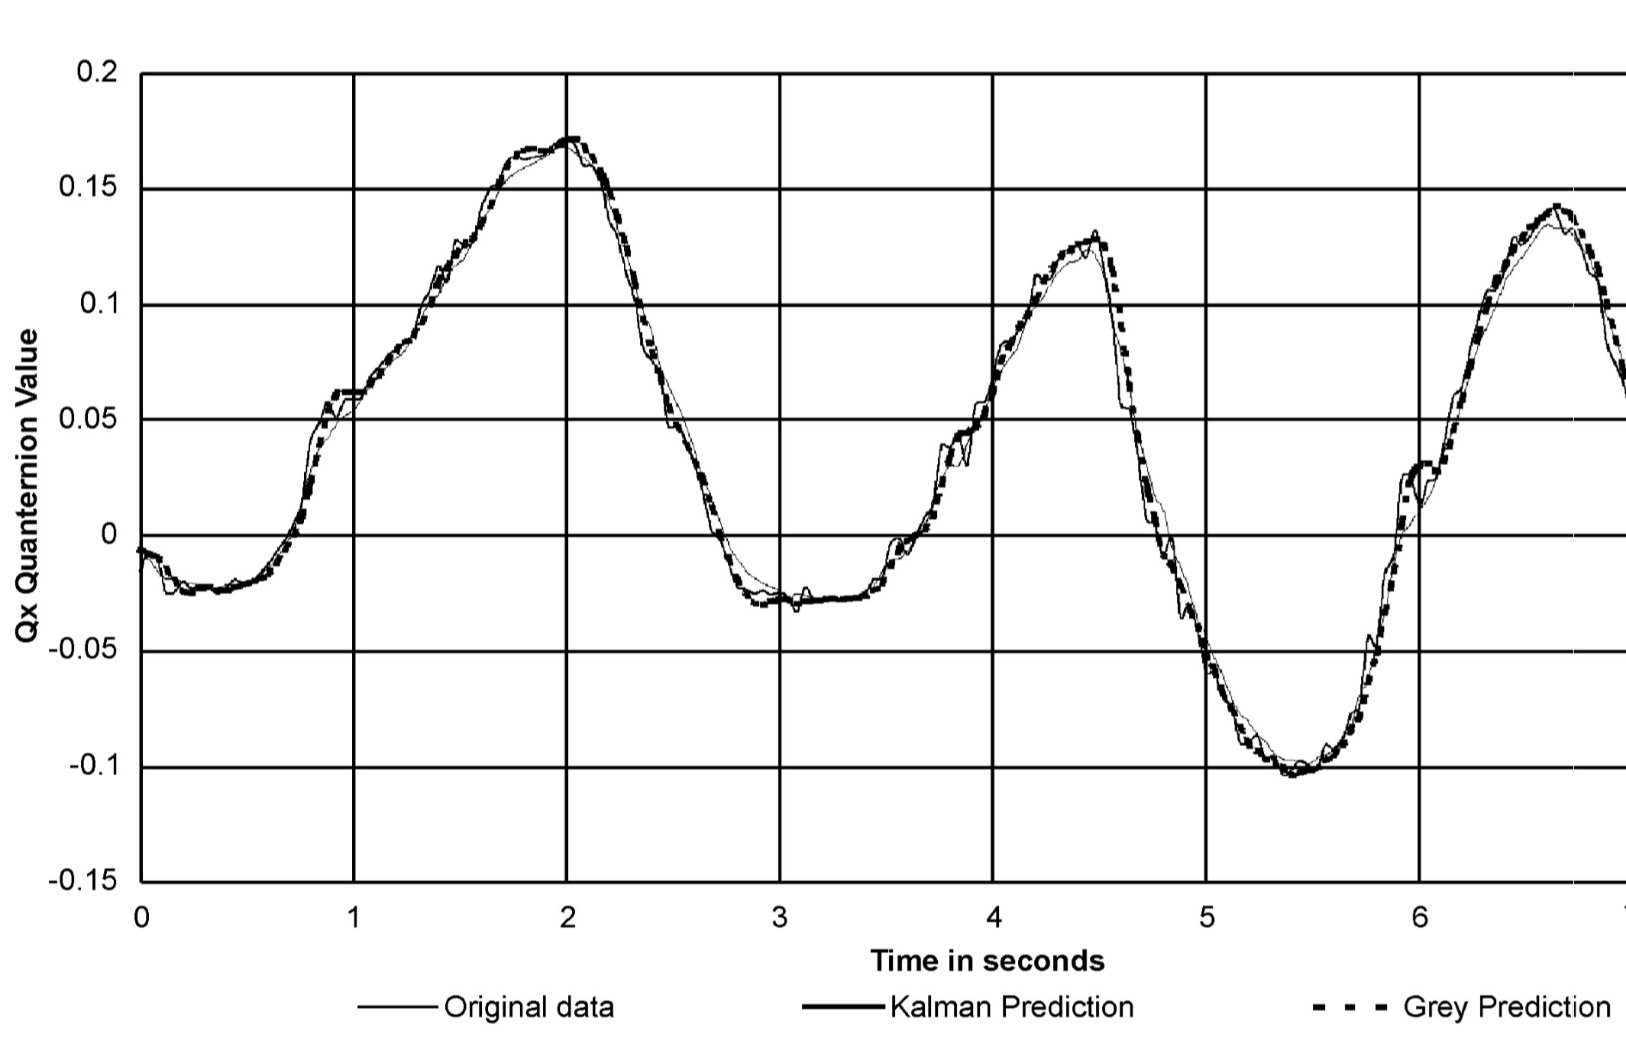 0.2
0.15
0.1
0.05
0
-0.05
-0.1
-0.15
Qx Quanternion Value
0 1 2 3 4 5 6
Time in seconds
Original data Kalman Prediction Grey Prediction